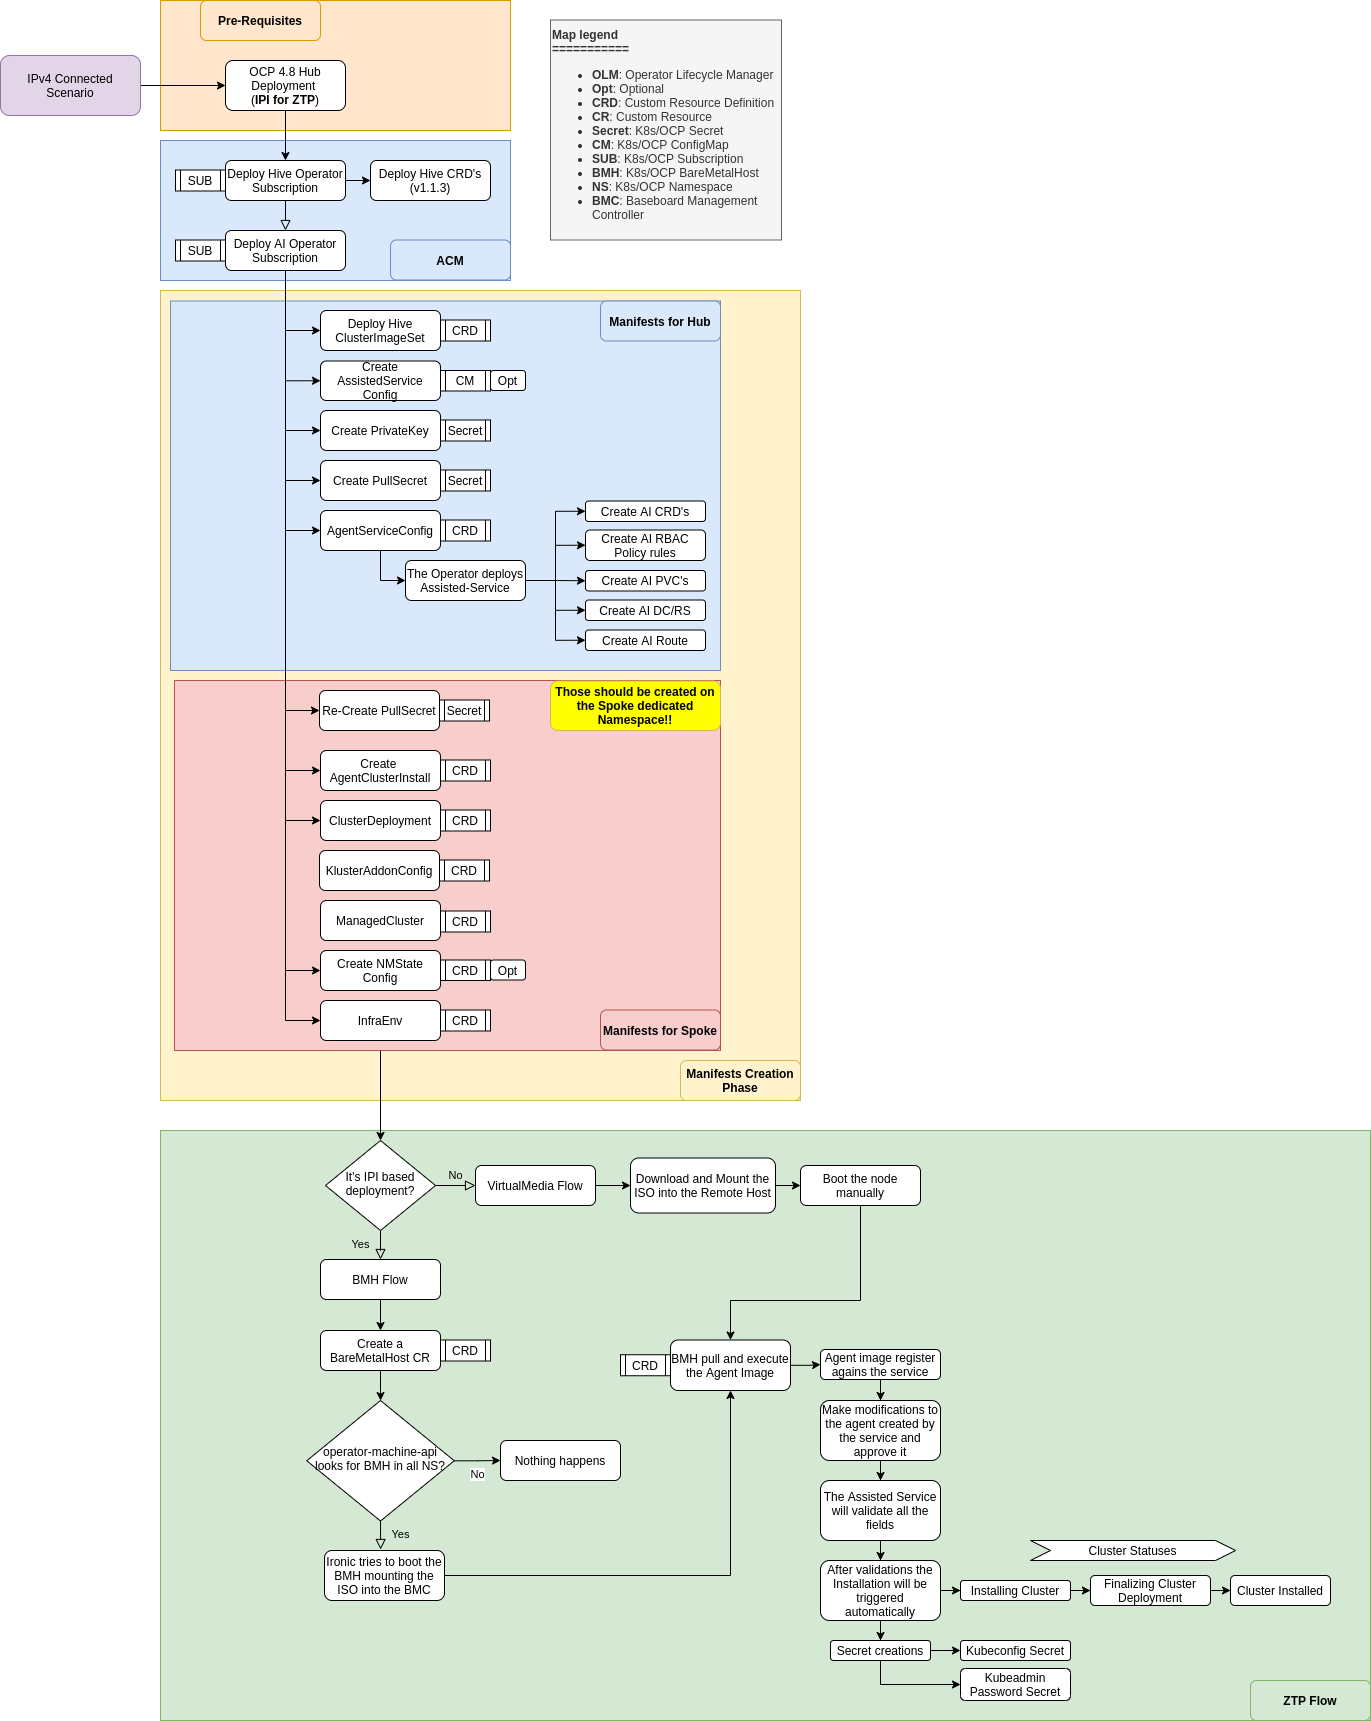 Pre-Requisites
IPv4 Connected
Scenario
OCP 4.8 Hub
Deployment
(IPI for ZTP)
Map legend
===========
OLM: Operator Lifecycle Manager
Opt: Optional
CRD: Custom Resource Definition
CR: Custom Resource
Secret: K8s/OCP Secret
CM: K8s/OCP ConfigMap
SUB: K8s/OCP Subscription
BMH: K8s/OCP BareMetalHost
NS: K8s/OCP Namespace
BMC: Baseboard Management
Controller
SUB
Deploy Hive Operator
Subscription
Deploy Hive CRD's
(v1.1.3)
SUB
Deploy AI Operator
Subscription
ACM
Manifests for Hub
Deploy Hive
ClusterImageSet
CRD
Create
AssistedService
Config
CM
Opt
Create PrivateKey
Secret
Create PullSecret
Secret
AgentServiceConfig
CRD
The Operator deploys
Assisted-Service
Create AI CRD's
Create AI RBAC
Policy rules
Create AI PVC's
Create AI DC/RS
Create AI Route
Those should be created on
the Spoke dedicated
Namespace!!
Re-Create PullSecret
Secret
Create
AgentClusterInstall
CRD
ClusterDeployment
CRD
KlusterAddonConfig
CRD
ManagedCluster
CRD
Create NMState
Config
CRD
Opt
InfraEnv
CRD
Manifests for Spoke
Manifests Creation
Phase
It's IPI based
deployment?
No
VirtualMedia Flow
Download and Mount the
ISO into the Remote Host
Boot the node
manually
Yes
BMH Flow
Create a
BareMetalHost CR
CRD
operator-machine-api
looks for BMH in all NS?
No
Nothing happens
Yes
Ironic tries to boot the
BMH mounting the
ISO into the BMC
CRD
BMH pull and execute
the Agent Image
Agent image register
agains the service
Make modifications to
the agent created by
the service and
approve it
The Assisted Service
will validate all the
fields
After validations the
Installation will be
triggered
automatically
Cluster Statuses
Installing Cluster
Finalizing Cluster
Deployment
Cluster Installed
Secret creations
Kubeconfig Secret
Kubeadmin
Password Secret
ZTP Flow